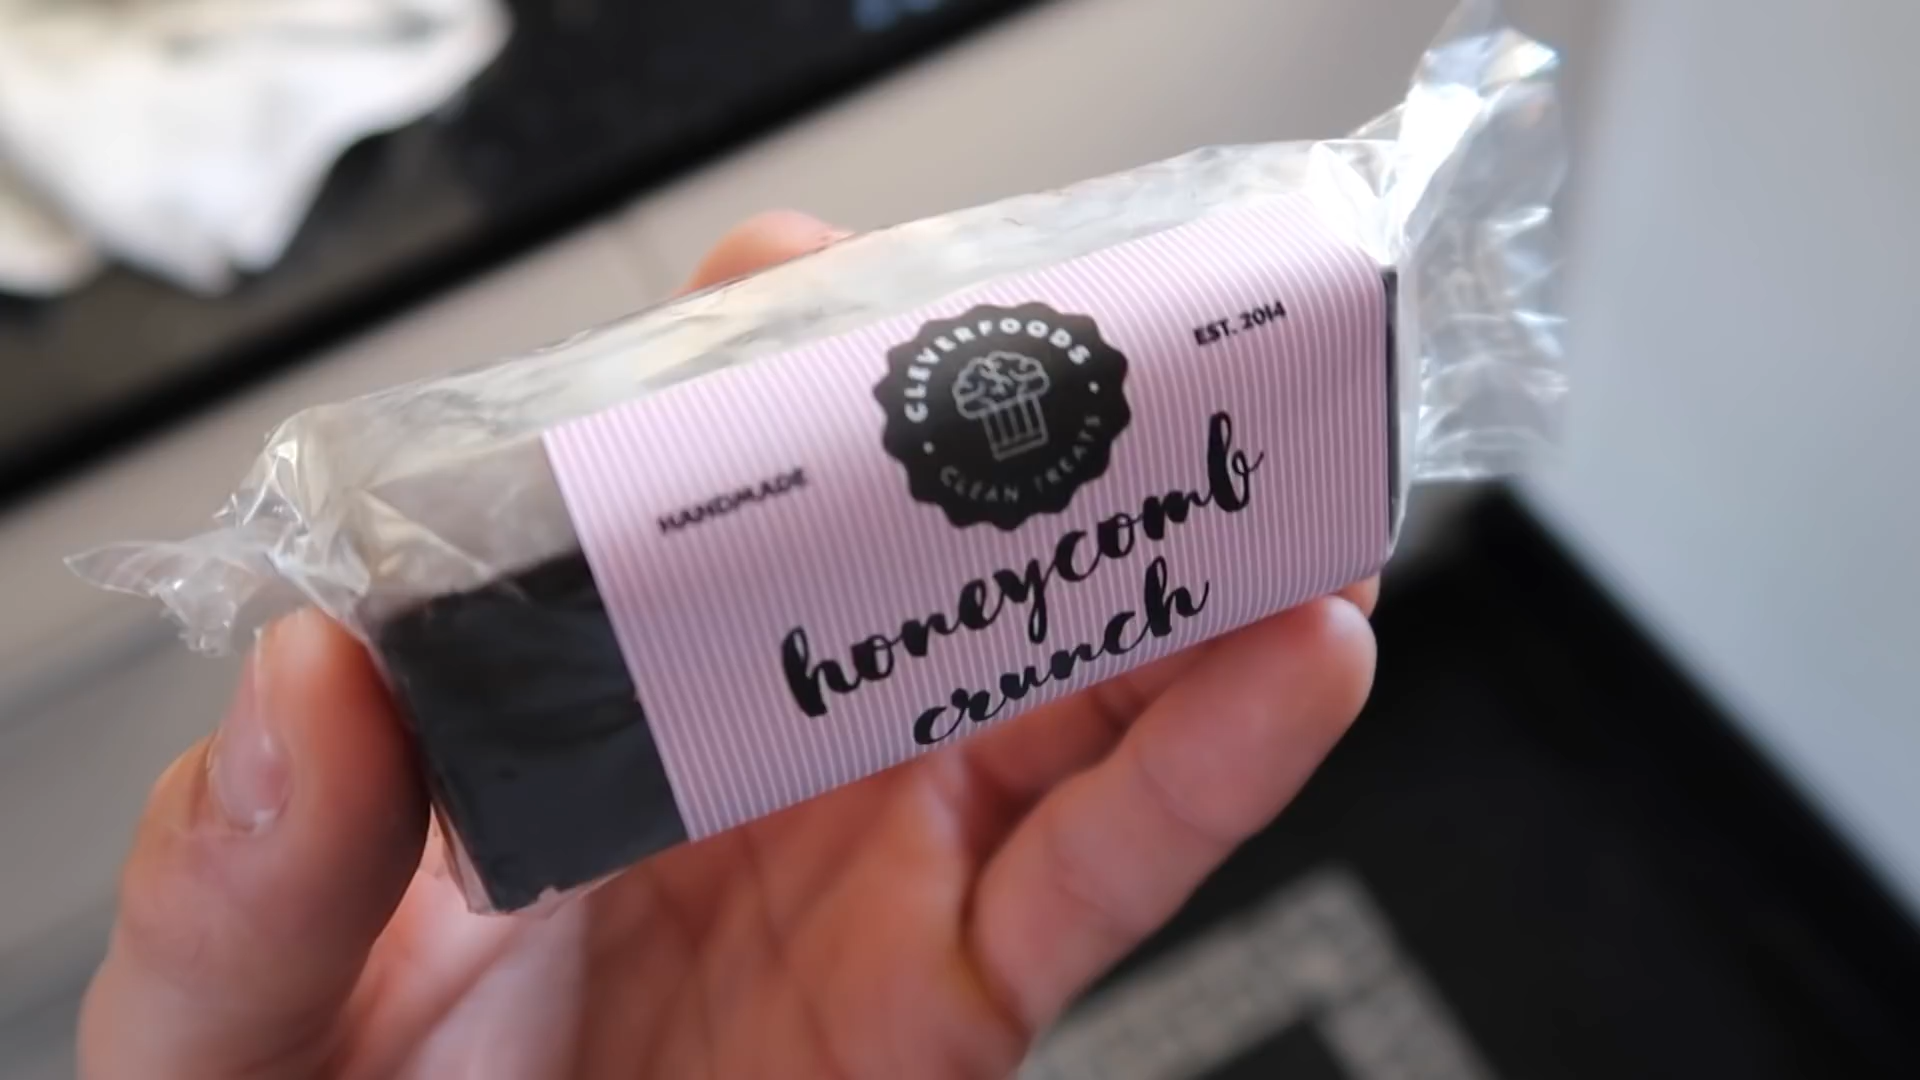 CLEVERFOODS
CLEAN TREATS
EST. 2014
HANDMADE
honeycomb
crunch